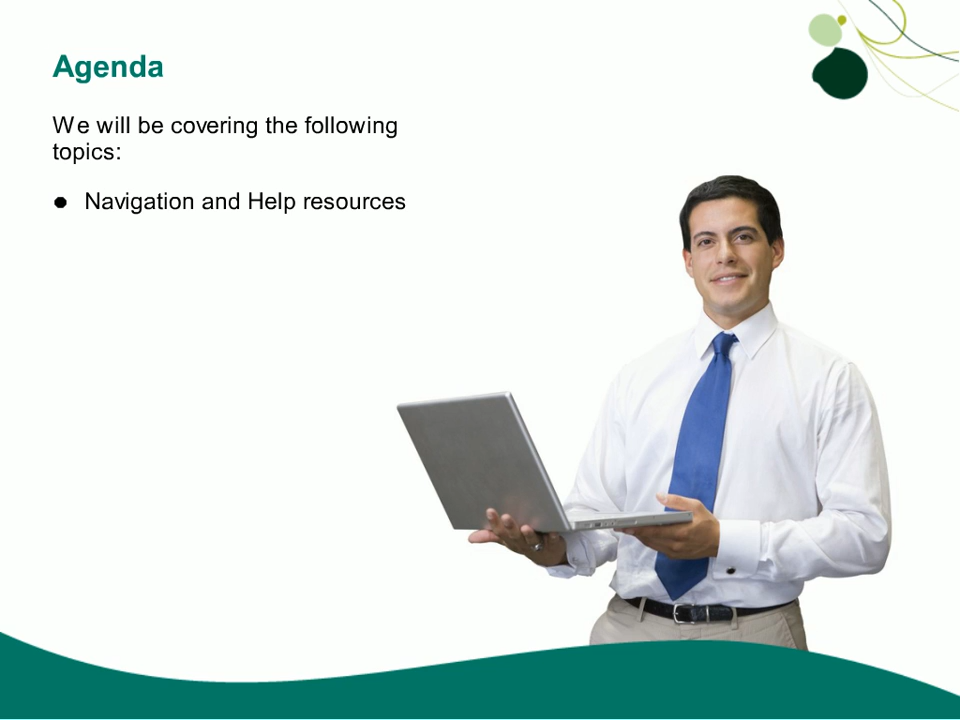 Agenda
We will be covering the following
topics:
● Navigation and Help resources